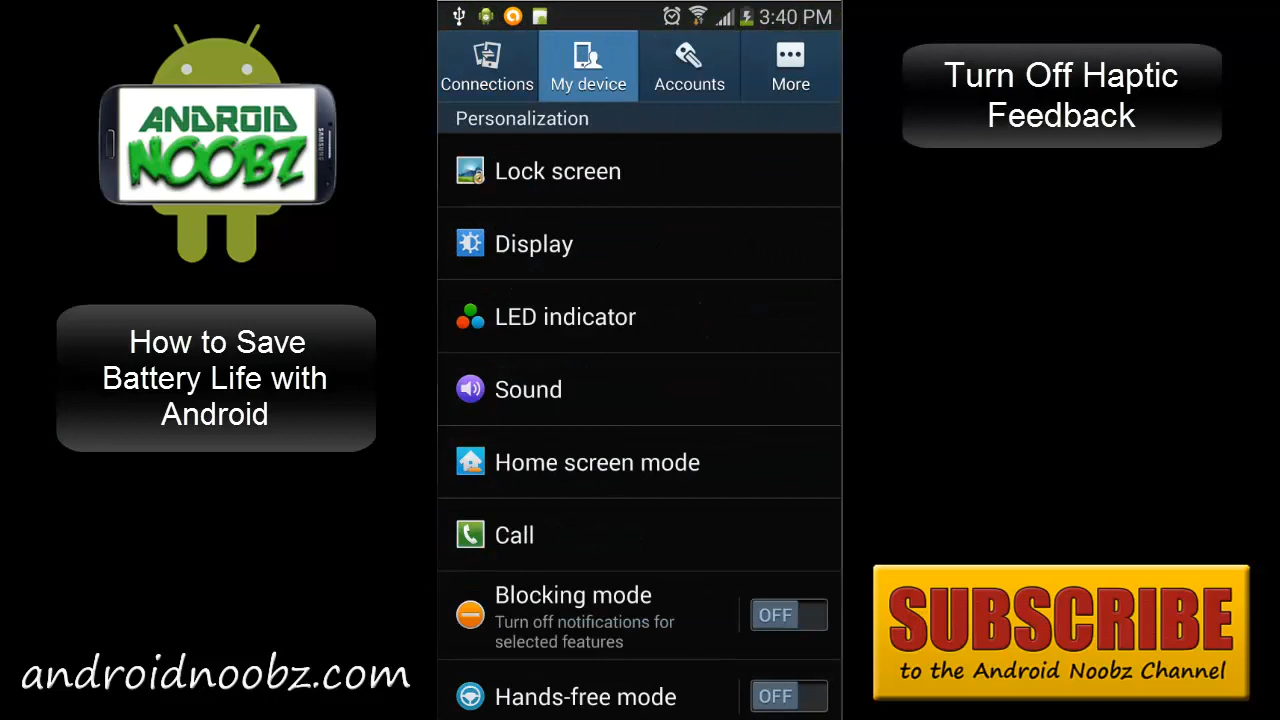 ANDROID
NOOBZ
SAMSUNG
How to Save
Battery Life with
Android
androidnoobz.com
3:40 PM
Connections
My device
Accounts
More
Personalization
Lock screen
Display
LED indicator
Sound
Home screen mode
Call
Blocking mode
Turn off notifications for
selected features
OFF
Hands-free mode
OFF
Turn Off Haptic
Feedback
SUBSCRIBE
to the Android Noobz Channel